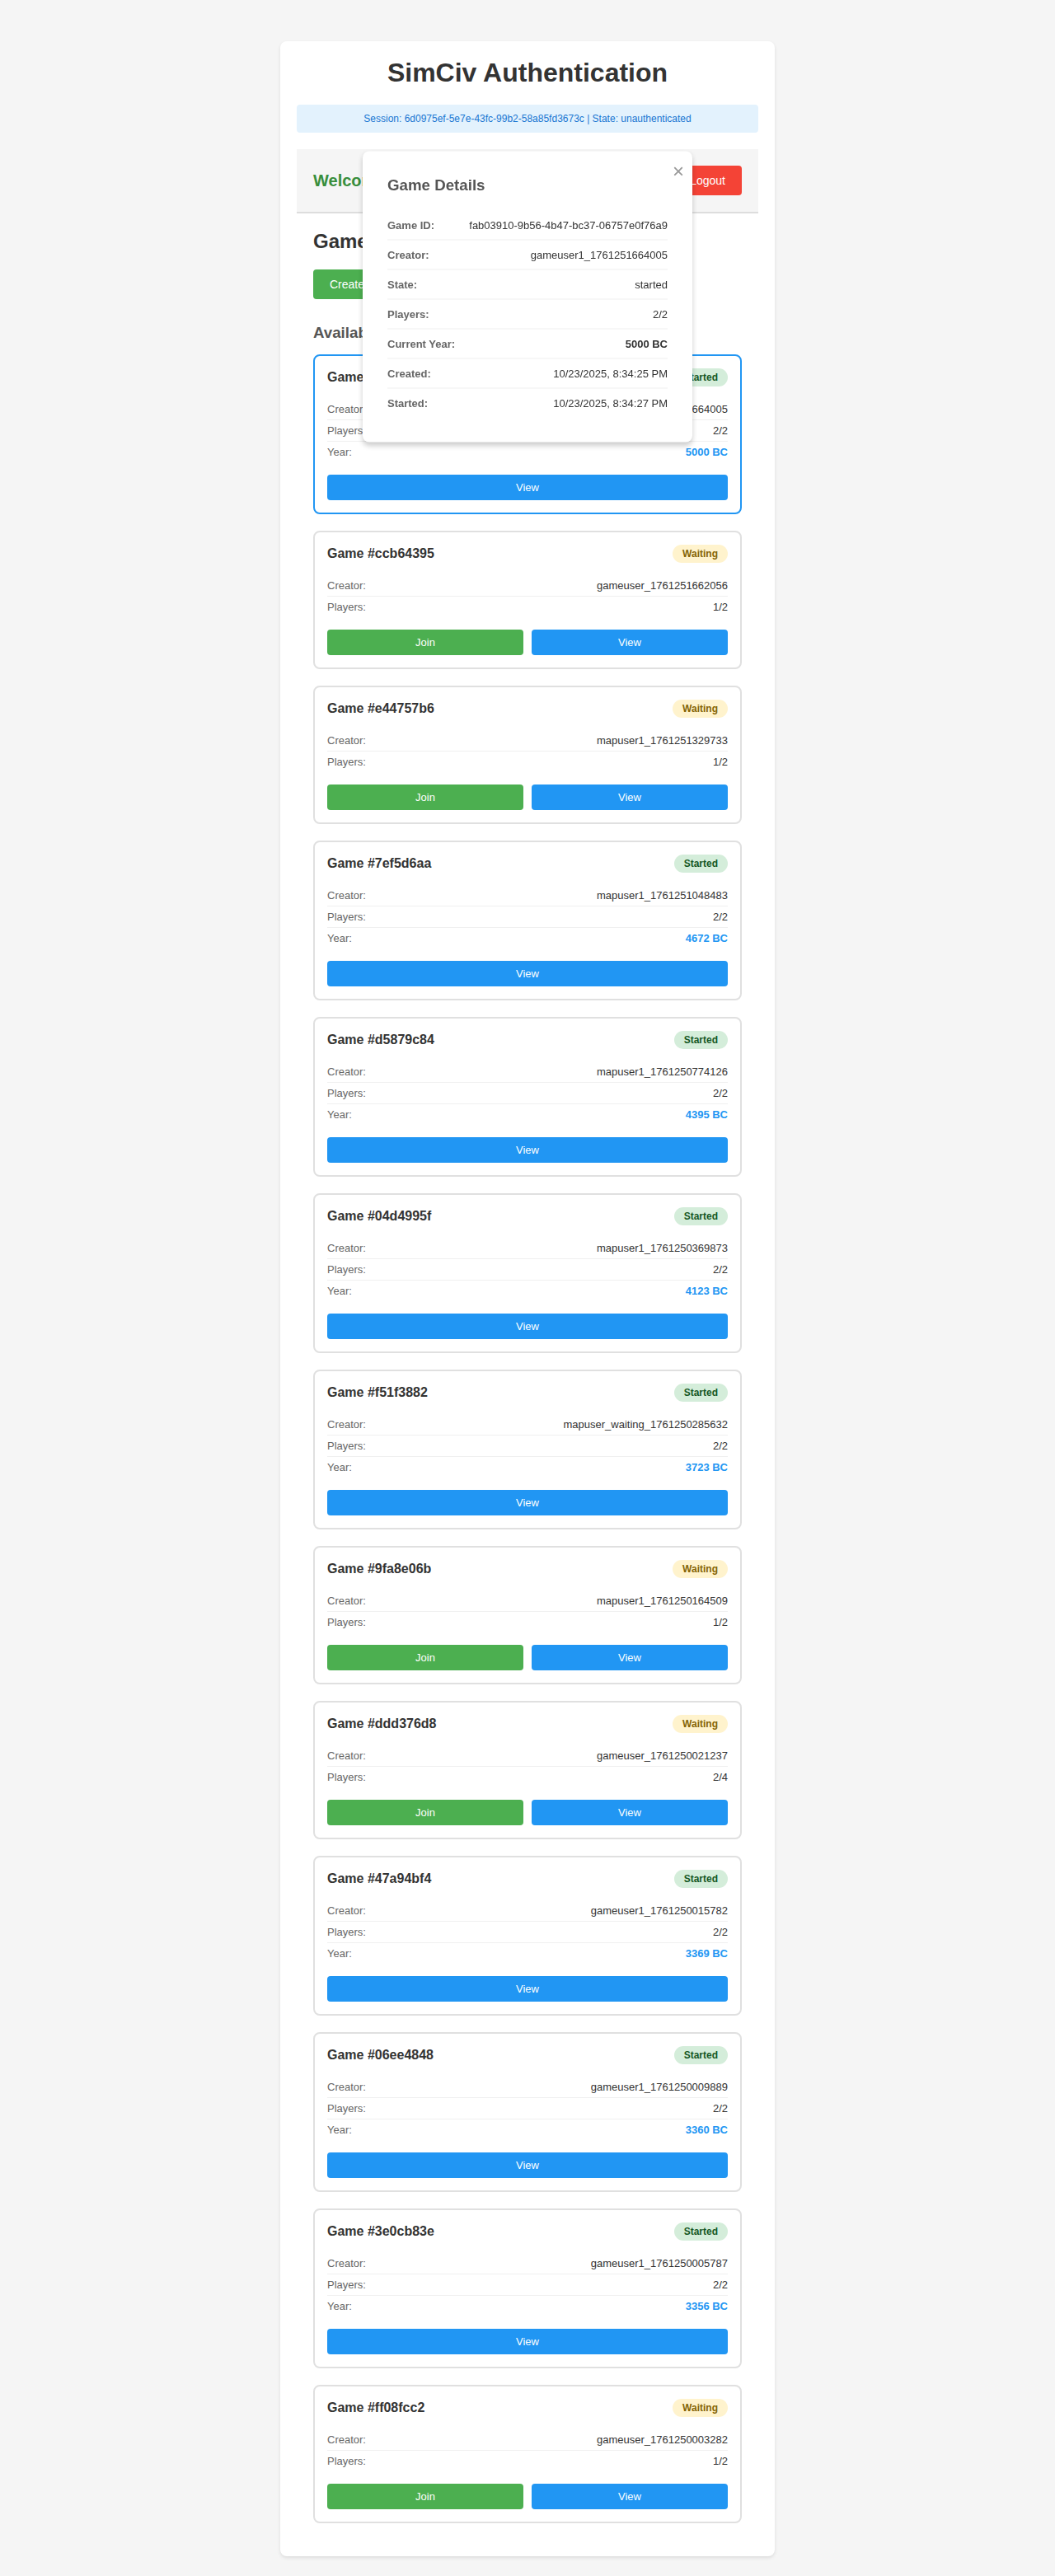 SimCiv Authentication
Session: 6d0975ef-5e7e-43fc-99b2-58a85fd3673c | State: unauthenticated
Logout
×
Game Details
Game ID: fab03910-9b56-4b47-bc37-06757e0f76a9
Creator: gameuser1_1761251664005
State: started
Players: 2/2
Current Year: 5000 BC
Created: 10/23/2025, 8:34:25 PM
Started: 10/23/2025, 8:34:27 PM
Game
Create
Game
Creator
Players 2/2
Year: 5000 BC
View
Game #ccb64395 Waiting
Creator: gameuser_1761251662056
Players: 1/2
Join View
Game #e44757b6 Waiting
Creator: mapuser1_1761251329733
Players: 1/2
Join View
Game #7ef5d6aa Started
Creator: mapuser1_1761251048483
Players: 2/2
Year: 4672 BC
View
Game #d5879c84 Started
Creator: mapuser1_1761250774126
Players: 2/2
Year: 4395 BC
View
Game #04d4995f Started
Creator: mapuser1_1761250369873
Players: 2/2
Year: 4123 BC
View
Game #f51f3882 Started
Creator: mapuser_waiting_1761250285632
Players: 2/2
Year: 3723 BC
View
Game #9fa8e06b Waiting
Creator: mapuser1_1761250164509
Players: 1/2
Join View
Game #ddd376d8 Waiting
Creator: gameuser_1761250021237
Players: 2/4
Join View
Game #47a94bf4 Started
Creator: gameuser1_1761250015782
Players: 2/2
Year: 3369 BC
View
Game #06ee4848 Started
Creator: gameuser1_1761250009889
Players: 2/2
Year: 3360 BC
View
Game #3e0cb83e Started
Creator: gameuser1_1761250005787
Players: 2/2
Year: 3356 BC
View
Game #ff08fcc2 Waiting
Creator: gameuser_1761250003282
Players: 1/2
Join View